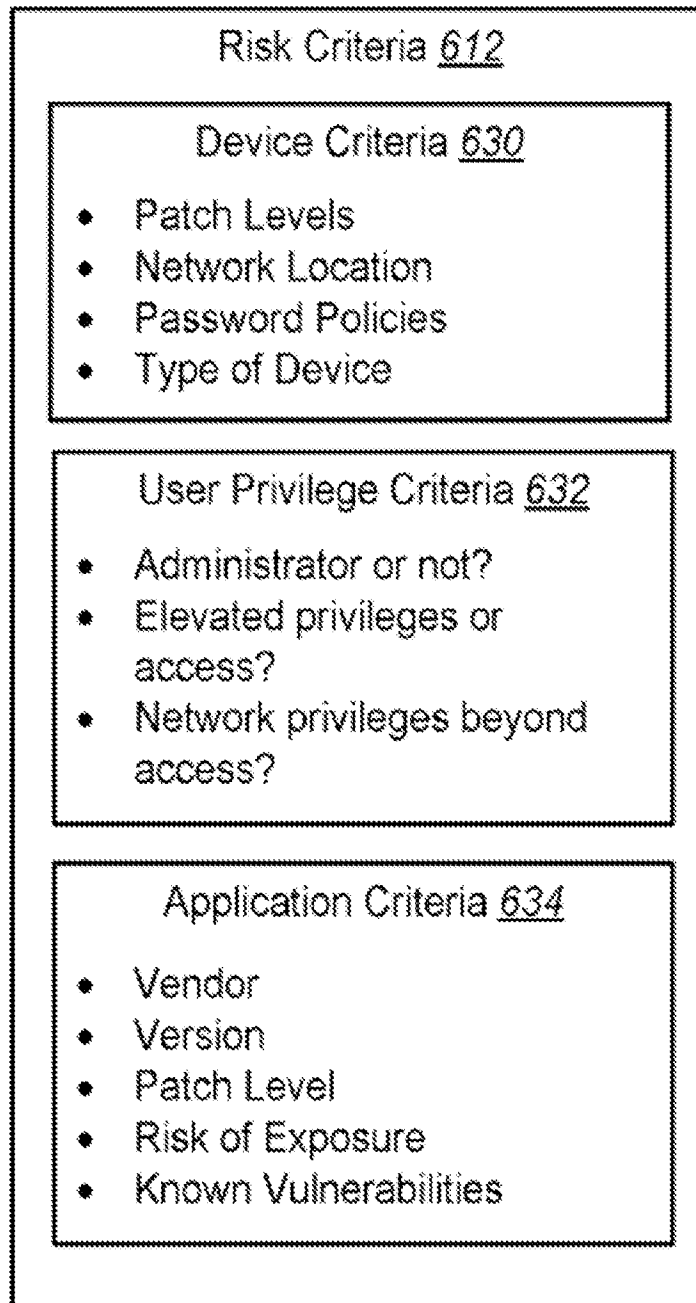 Risk Criteria 612
Device Criteria 630
• Patch Levels
• Network Location
• Password Policies
• Type of Device
User Privilege Criteria 632
• Administrator or not?
• Elevated privileges or
access?
• Network privileges beyond
access?
Application Criteria 634
• Vendor
• Version
• Patch Level
• Risk of Exposure
• Known Vulnerabilities